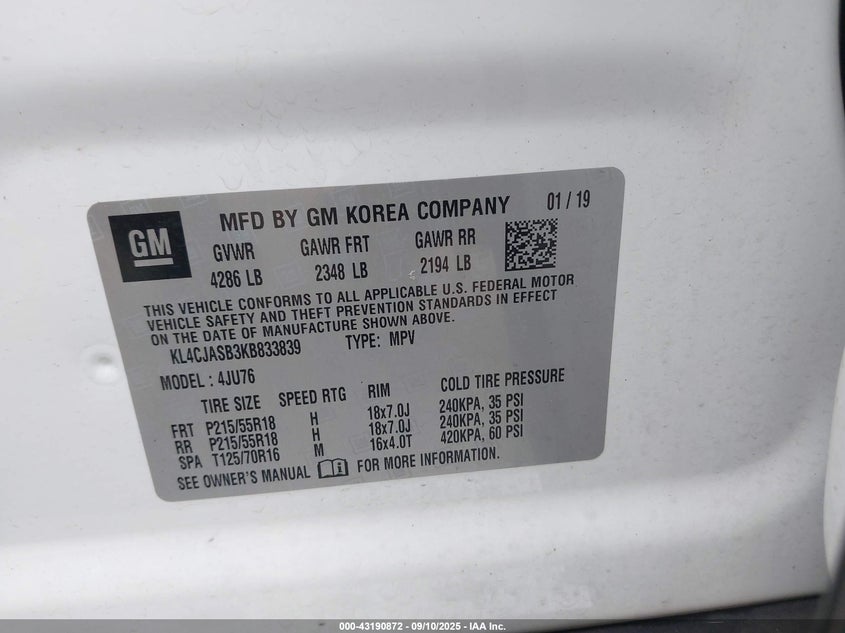 GM
MFD BY GM KOREA COMPANY 01 / 19
GVWR GAWR FRT GAWR RR
4286 LB 2348 LB 2194 LB
THIS VEHICLE CONFORMS TO ALL APPLICABLE U.S. FEDERAL MOTOR
VEHICLE SAFETY AND THEFT PREVENTION STANDARDS IN EFFECT
ON THE DATE OF MANUFACTURE SHOWN ABOVE.
KL4CJASB3KB833839 TYPE: MPV
MODEL : 4JU76
TIRE SIZE SPEED RTG RIM COLD TIRE PRESSURE
FRT P215/55R18 H 18x7.0J 240KPA, 35 PSI
RR P215/55R18 H 18x7.0J 240KPA, 35 PSI
SPA T125/70R16 M 16x4.0T 420KPA, 60 PSI
SEE OWNER'S MANUAL FOR MORE INFORMATION.
000-43190872 - 09/10/2025 - IAA Inc.